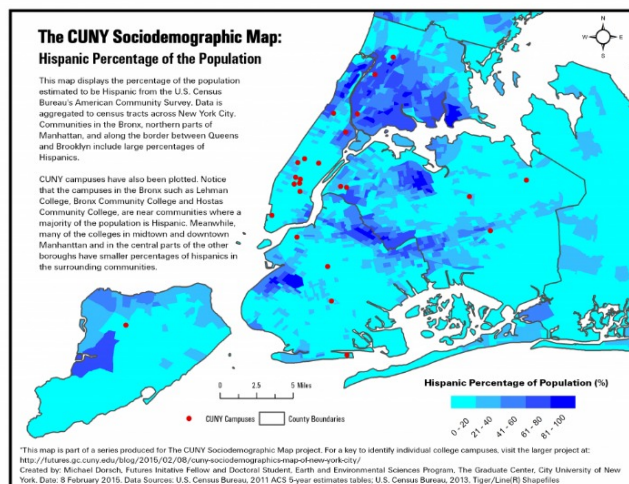 The CUNY Sociodemographic Map:
Hispanic Percentage of the Population
This map displays the percentage of the population
estimated to be Hispanic from the U.S. Census
Bureau's American Community Survey. Data is
aggregated to census tracts across New York City.
Communities in the Bronx, northern parts of
Manhattan, and along the border between Queens
and Brooklyn include large percentages of
Hispanics.
CUNY campuses have also been plotted. Notice
that the campuses in the Bronx such as Lehman
College, Bronx Community College and Hostas
Community College, are near communities where a
majority of the population is Hispanic. Meanwhile,
many of the colleges in midtown and downtown
Manhanttan and in the central parts of the other
boroughs have smaller percentages of hispanics in
the surrounding communities.
N
W E
S
0 2.5 5 Miles
CUNY Campuses County Boundaries
Hispanic Percentage of Population (%)
0 - 20
21 - 40
41 - 60
61 - 80
81 - 100
*This map is part of a series produced for The CUNY Sociodemographic Map project. For a key to identify individual college campuses, visit the larger project at:
http://futures.gc.cuny.edu/blog/2015/02/08/cuny-sociodemographics-map-of-new-york-city/
Created by: Michael Dorsch, Futures Initative Fellow and Doctoral Student, Earth and Environmental Sciences Program, The Graduate Center, City University of
New York. Date: 8 February 2015. Data Sources: U.S. Census Bureau, 2011 ACS 5-year estimates tables; U.S. Census Bureau, 2013. Tiger/Line(R) Shapefiles